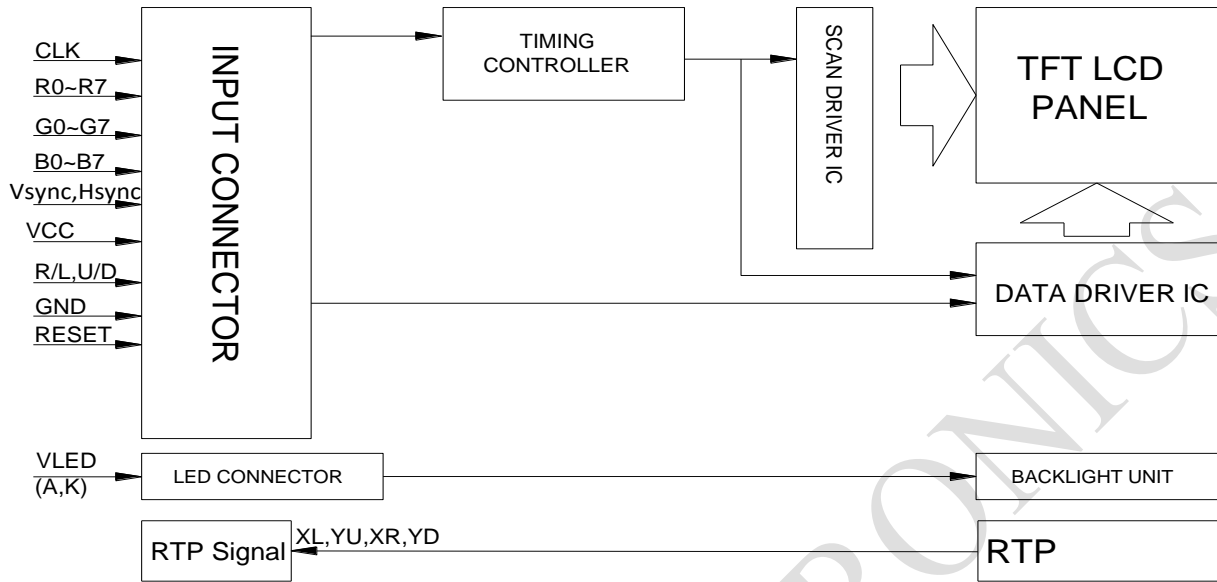 CLK
R0~R7
G0~G7
B0~B7
Vsync,Hsync
VCC
R/L,U/D
GND
RESET
INPUT CONNECTOR
TIMING
CONTROLLER
SCAN DRIVER IC
TFT LCD
PANEL
DATA DRIVER IC
VLED
(A,K)
LED CONNECTOR
BACKLIGHT UNIT
RTP Signal
XL,YU,XR,YD
RTP
RONICS